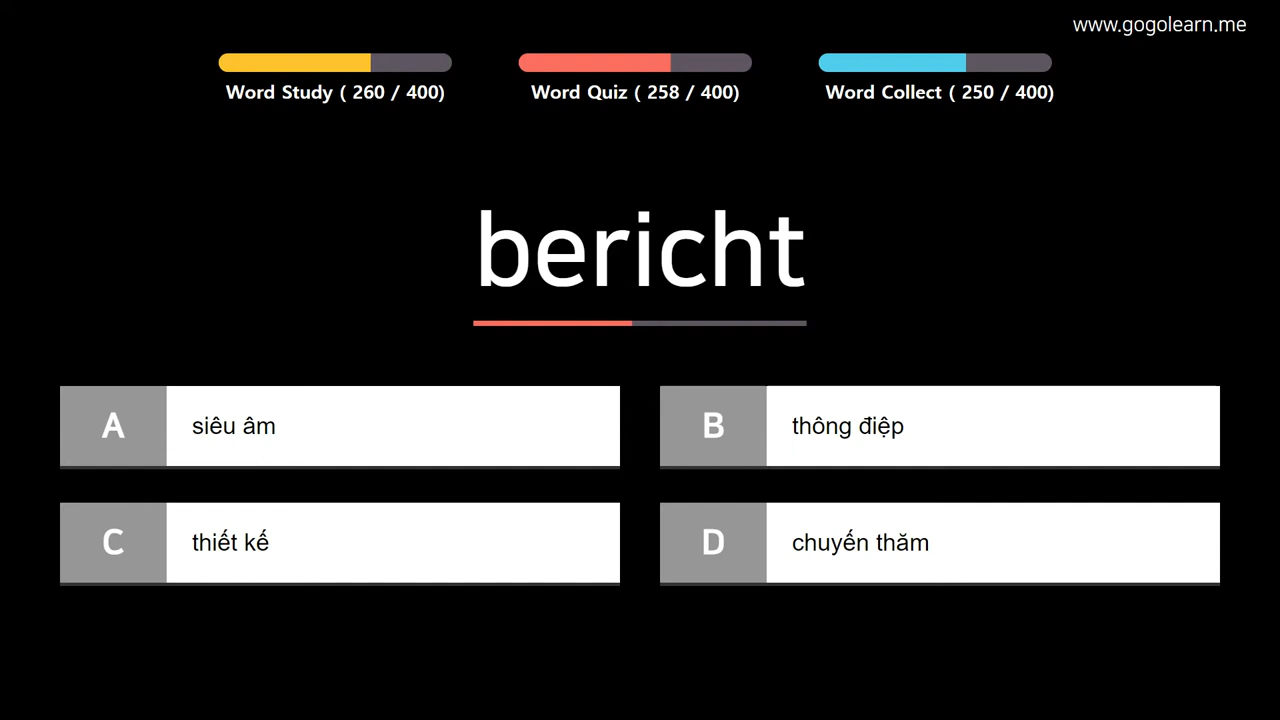 www.gogolearn.me
Word Study ( 260 / 400)
Word Quiz ( 258 / 400)
Word Collect ( 250 / 400)
bericht
A siêu âm
B thông điệp
C thiết kế
D chuyến thăm